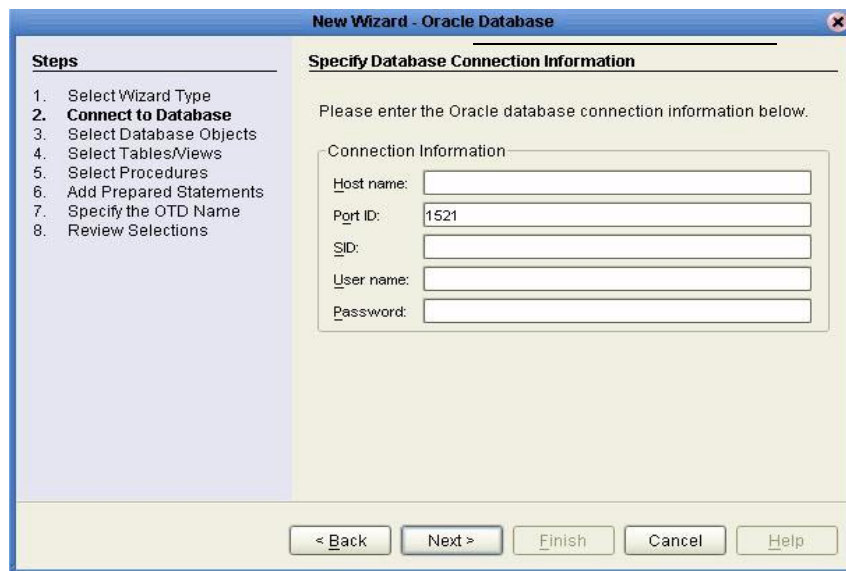 New Wizard - Oracle Database
Steps
1. Select Wizard Type
2. Connect to Database
3. Select Database Objects
4. Select Tables/Views
5. Select Procedures
6. Add Prepared Statements
7. Specify the OTD Name
8. Review Selections
Specify Database Connection Information
Please enter the Oracle database connection information below.
Connection Information
Host name:
Port ID: 1521
SID:
User name:
Password:
< Back Next > Finish Cancel Help